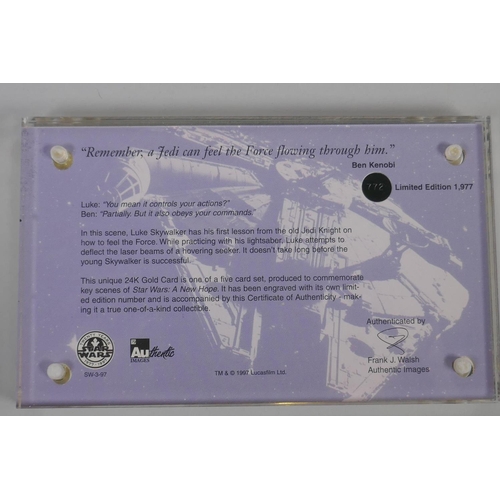 “Remember, a Jedi can feel the Force flowing through him.”
Ben Kenobi
772 Limited Edition 1,977
Luke: "You mean it controls your actions?"
Ben: "Partially. But it also obeys your commands."
In this scene, Luke Skywalker has his first lesson from the old Jedi Knight on
how to feel the Force. While practicing with his lightsaber, Luke attempts to
deflect the laser beams of a hovering seeker. It doesn't take long before the
young Skywalker is successful.
This unique 24K Gold Card is one of a five card set, produced to commemorate
key scenes of Star Wars: A New Hope. It has been engraved with its own limit-
ed edition number and is accompanied by this Certificate of Authenticity - mak-
ing it a true one-of-a-kind collectible.
Authenticated by
Frank J. Walsh
Authentic Images
STAR WARS
SW-3-97
Authentic
IMAGES
TM & © 1997 Lucasfilm Ltd.